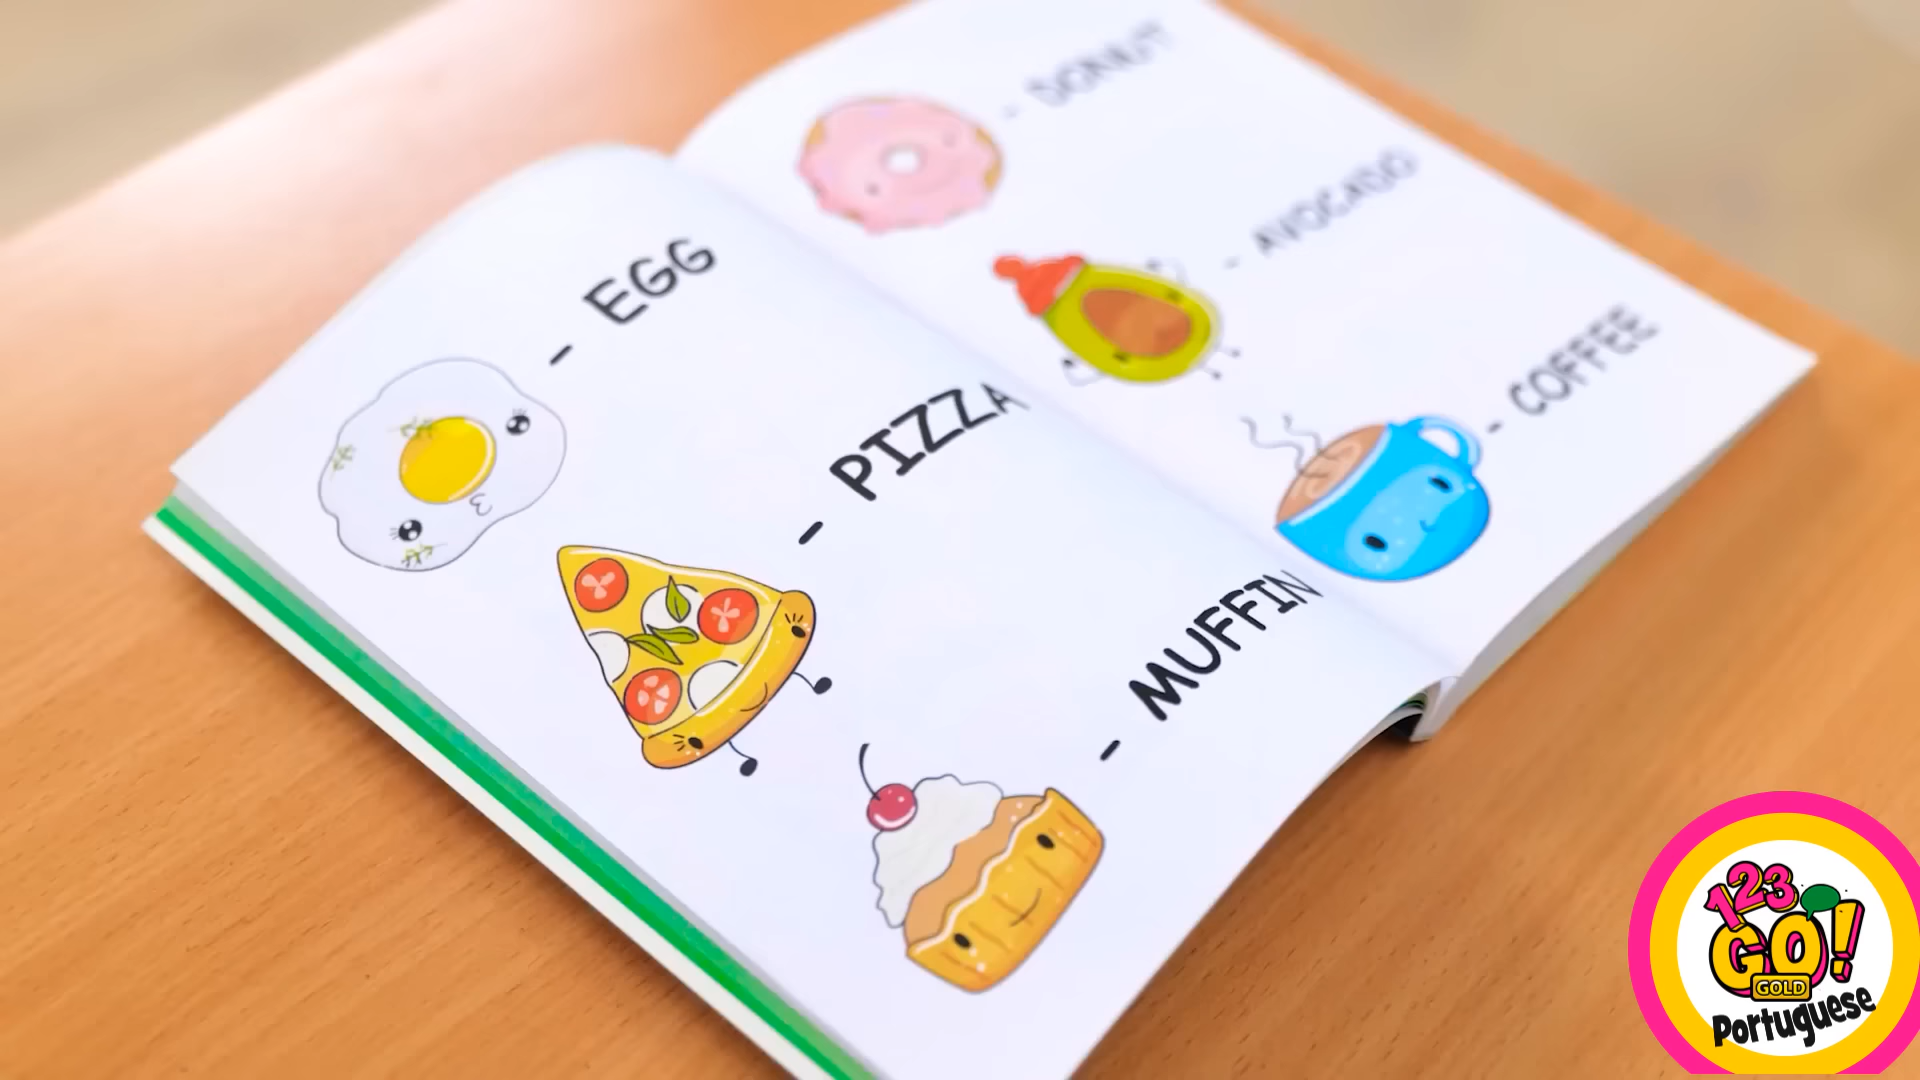 - EGG
- PIZZA
- MUFFIN
- DONUT
- AVOCADO
- COFFEE
123
GO!
GOLD
Portuguese